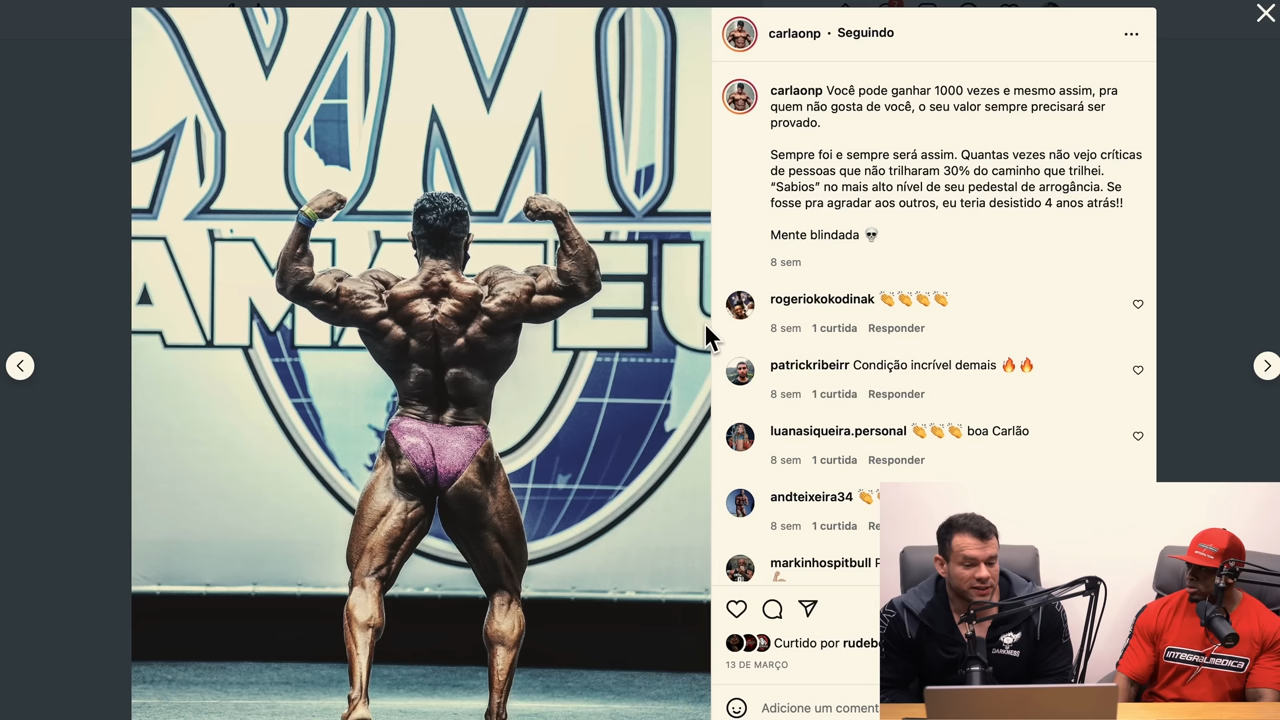 YMP
AMATEU
carlaonp • Seguindo
carlaonp Você pode ganhar 1000 vezes e mesmo assim, pra
quem não gosta de você, o seu valor sempre precisará ser
provado.
Sempre foi e sempre será assim. Quantas vezes não vejo críticas
de pessoas que não trilharam 30% do caminho que trilhei.
“Sabios” no mais alto nível de seu pedestal de arrogância. Se
fosse pra agradar aos outros, eu teria desistido 4 anos atrás!!
Mente blindada 💀
8 sem
rogeriokokodinak 👏👏👏👏
8 sem 1 curtida Responder
patrickribeirr Condição incrível demais 🔥🔥
8 sem 1 curtida Responder
luanasiqueira.personal 👏👏👏 boa Carlão
8 sem 1 curtida Responder
andteixeira34 👏
8 sem 1 curtida Re
markinhospitbull
Curtido por rudeb
13 DE MARÇO
Adicione um coment
DARKNESS
INTEGRALMEDICA